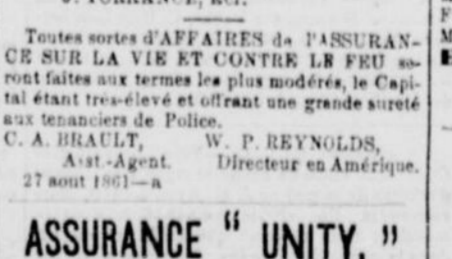 Toutes sortes d'AFFAIRES de l'ASSURAN-
CE SUR LA VIE ET CONTRE LE FEU se-
ront faites aux termes les plus modérés, le Capi-
tal étant très-élevé et offrant une grande sureté
aux tenanciers de Police.
C. A. BRAULT, W. P. REYNOLDS,
Asst.-Agent. Directeur en Amérique.
27 aout 1861—a
ASSURANCE “ UNITY. ”